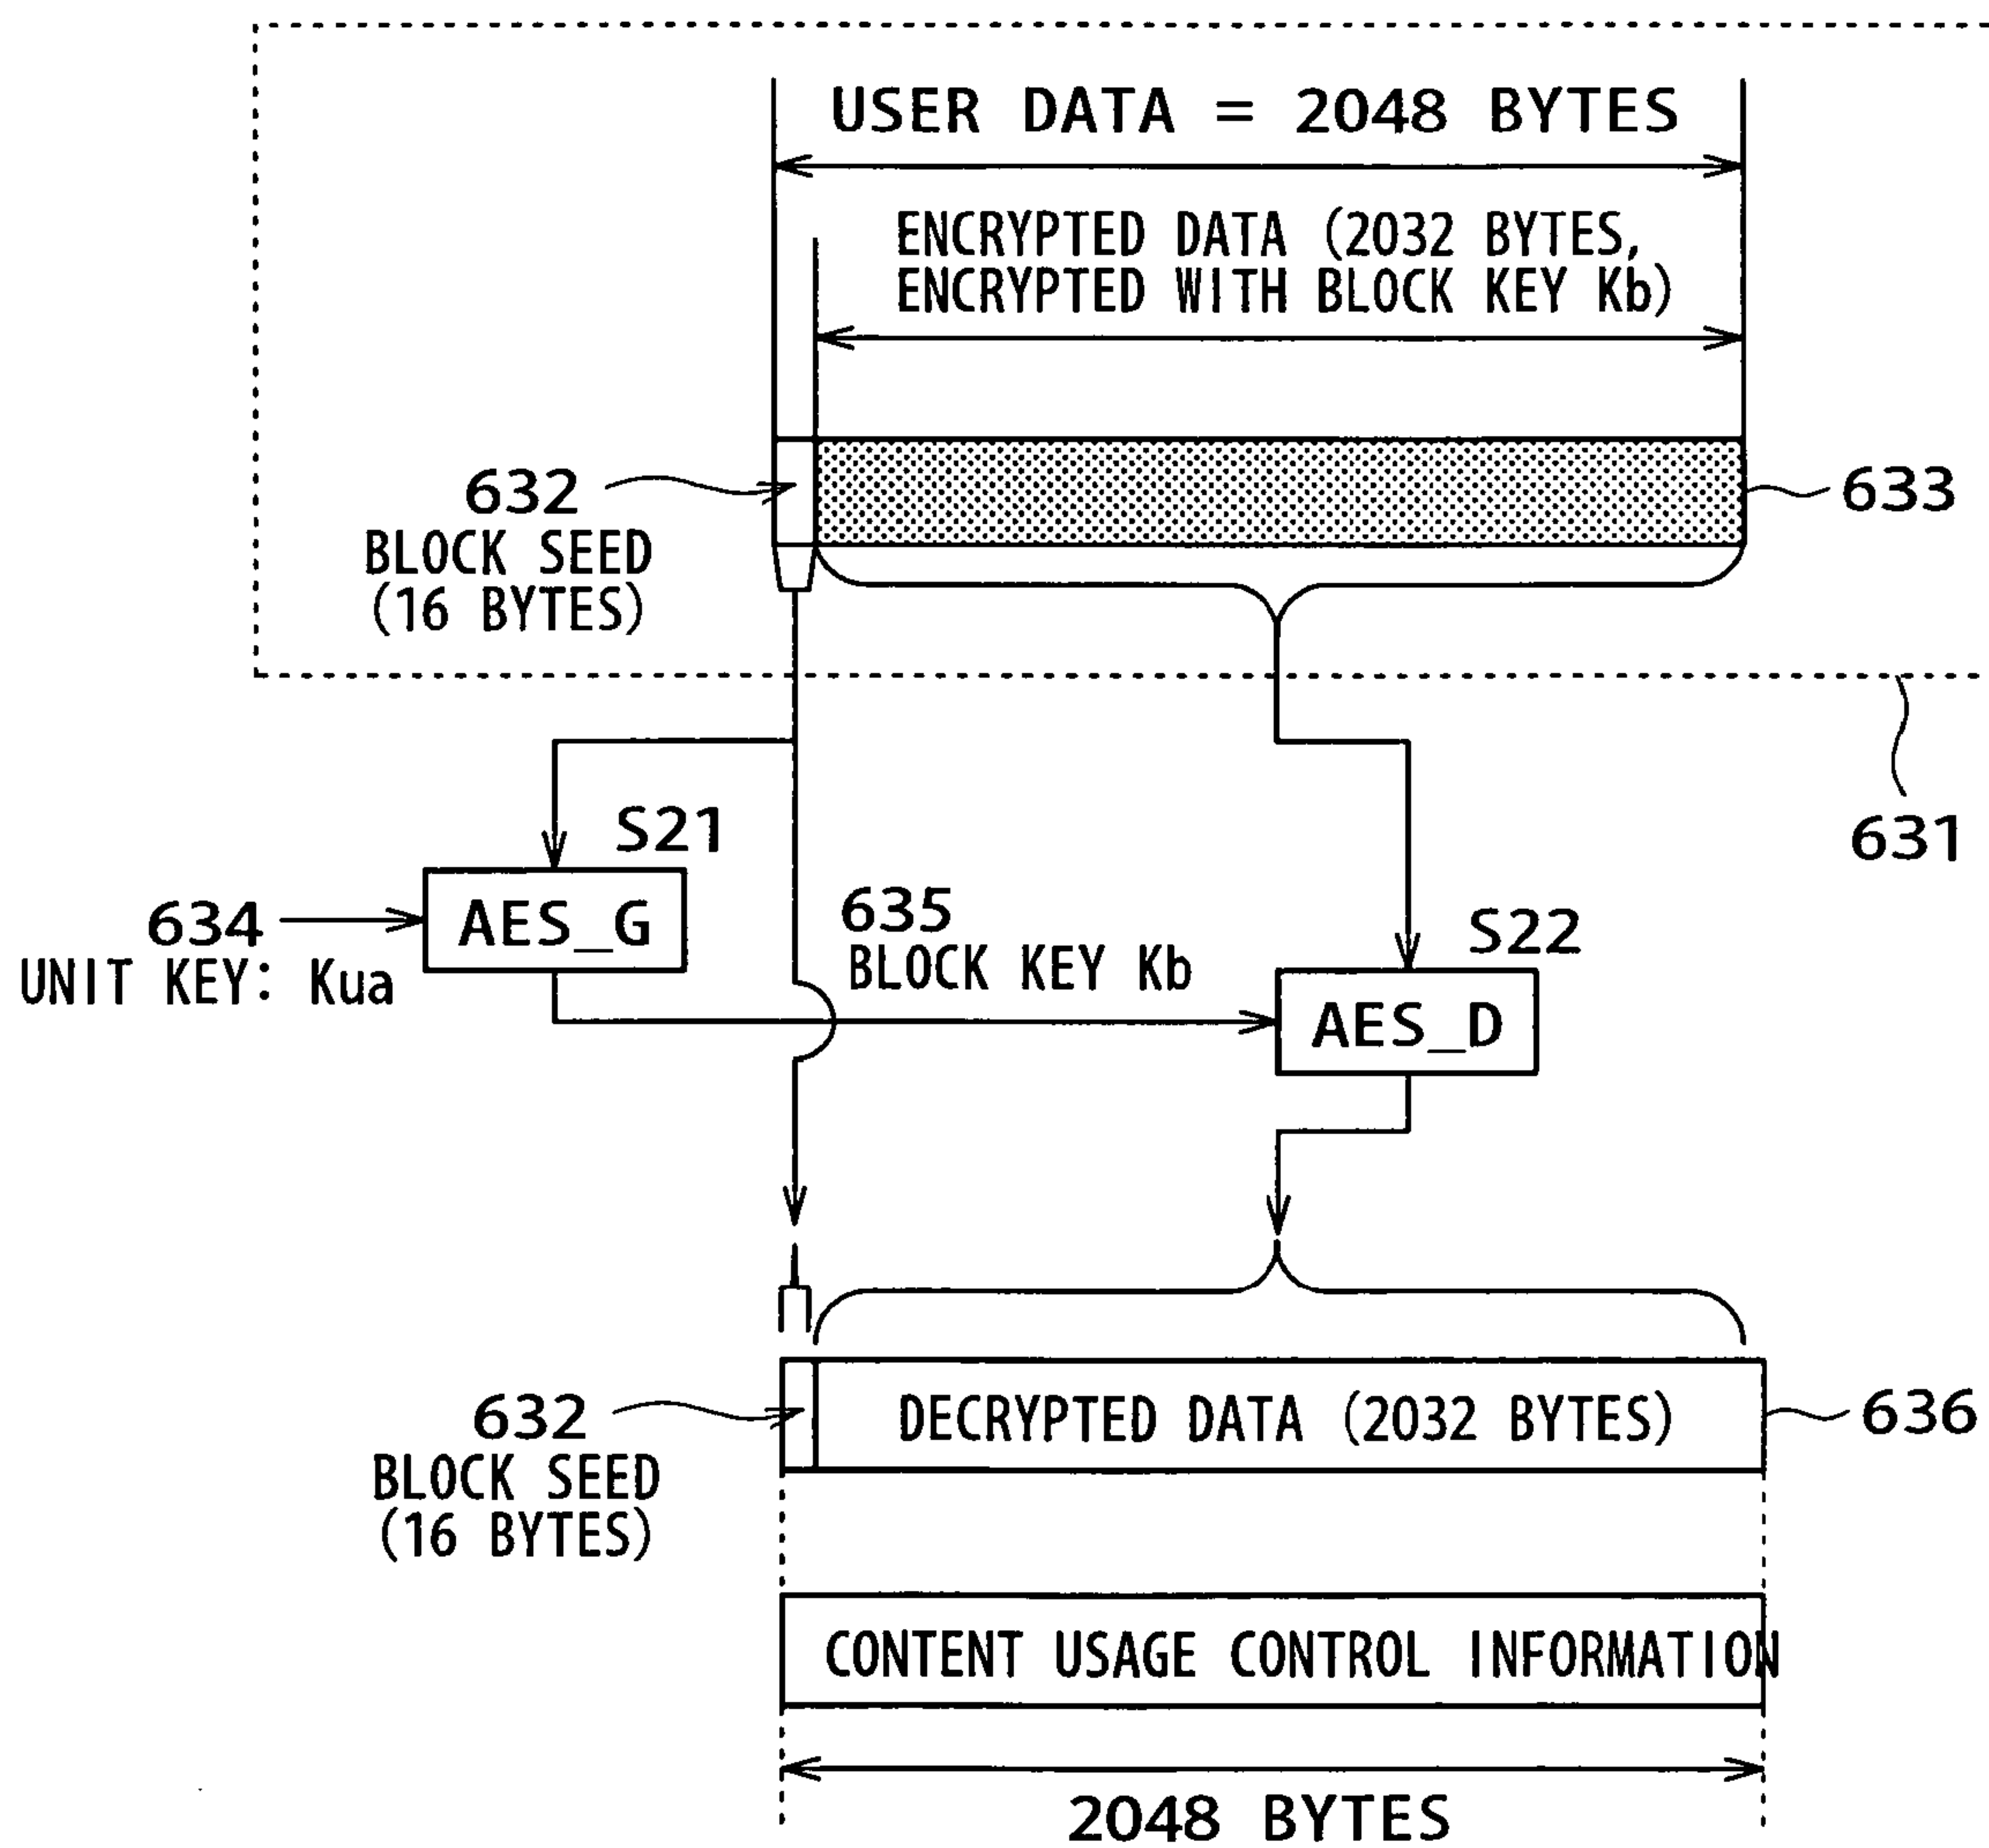 USER DATA = 2048 BYTES
ENCRYPTED DATA (2032 BYTES,
ENCRYPTED WITH BLOCK KEY Kb)
632
BLOCK SEED
(16 BYTES)
633
631
S21
AES_G
634
UNIT KEY: Kua
635
BLOCK KEY Kb
S22
AES_D
632
BLOCK SEED
(16 BYTES)
DECRYPTED DATA (2032 BYTES)
636
CONTENT USAGE CONTROL INFORMATION
2048 BYTES